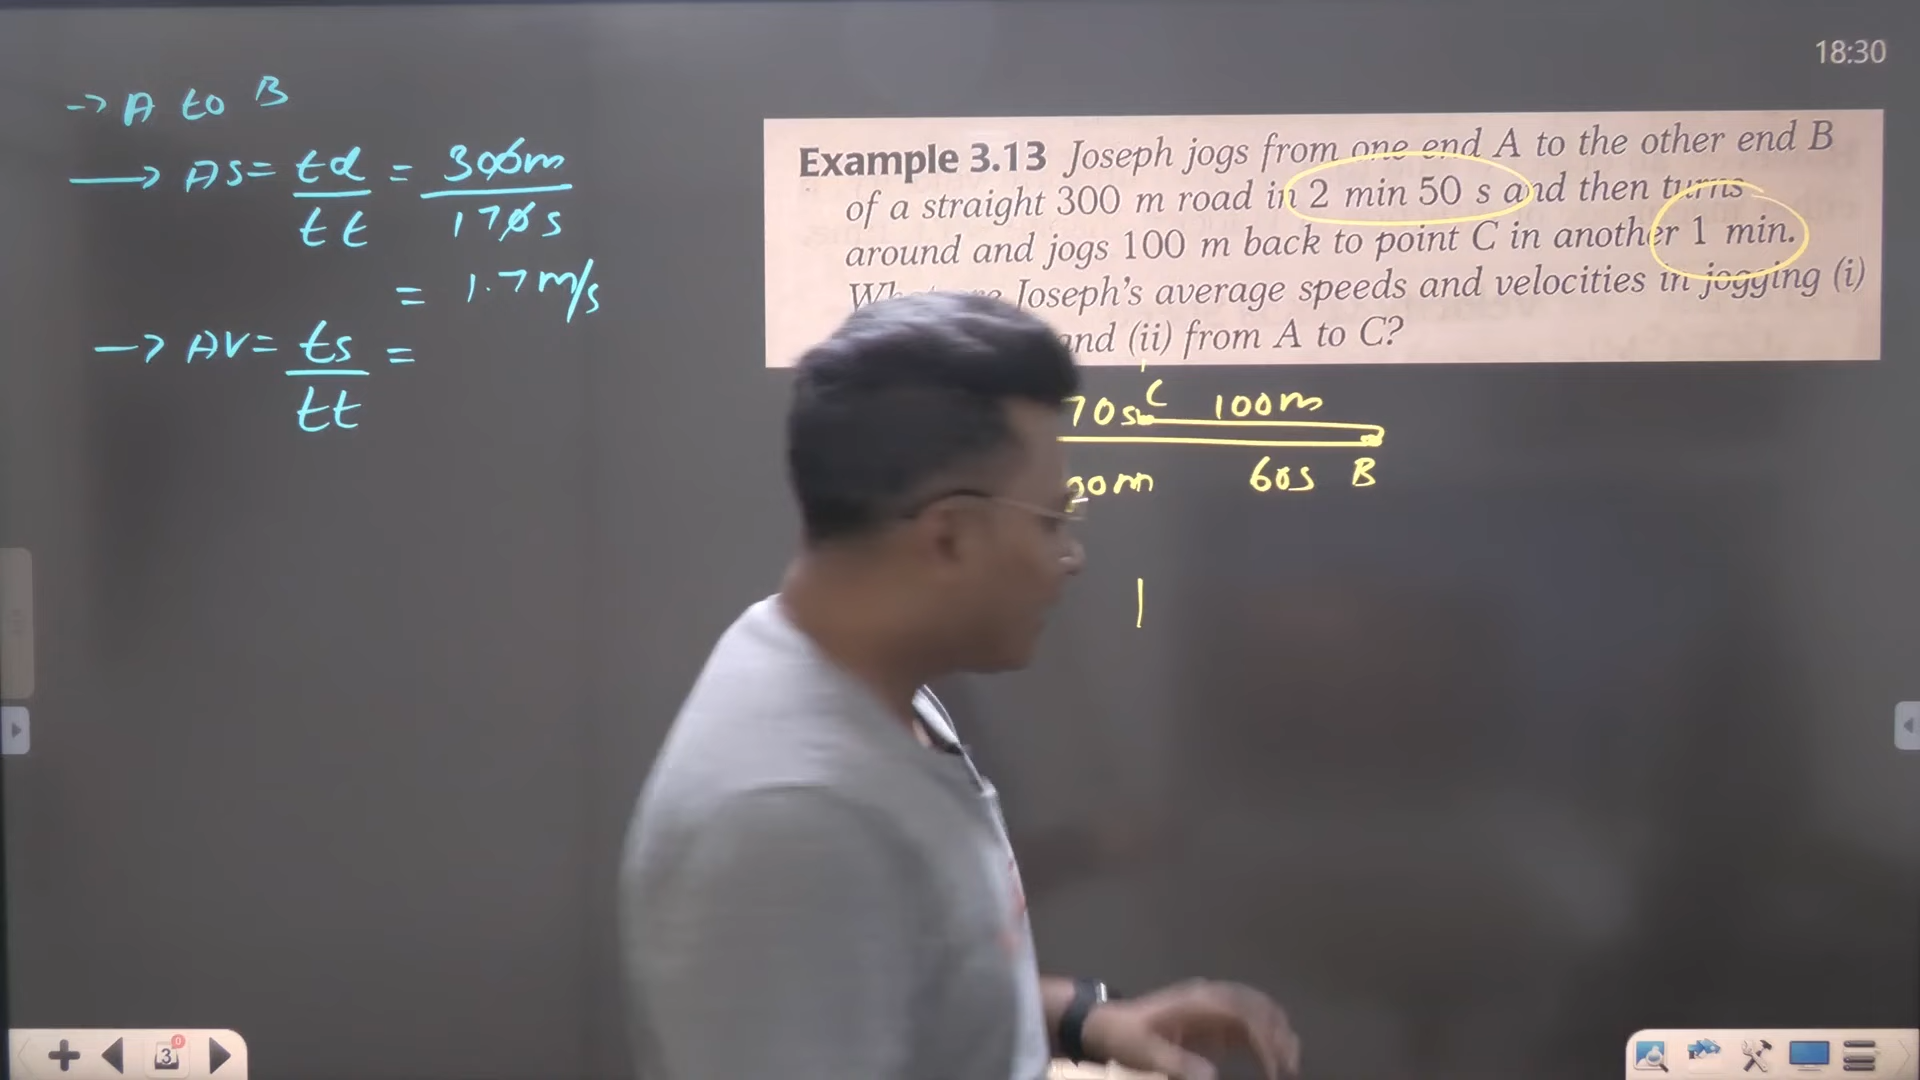 18:30
-> A to B
-> AS = td/tt = 300m/170s
= 1.7 m/s
-> AV = ts/tt =
Example 3.13 Joseph jogs from one end A to the other end B
of a straight 300 m road in 2 min 50 s and then turns
around and jogs 100 m back to point C in another 1 min.
Joseph's average speeds and velocities in jogging (i)
and (ii) from A to C?
70s C 100m
00m 60s B
3
0